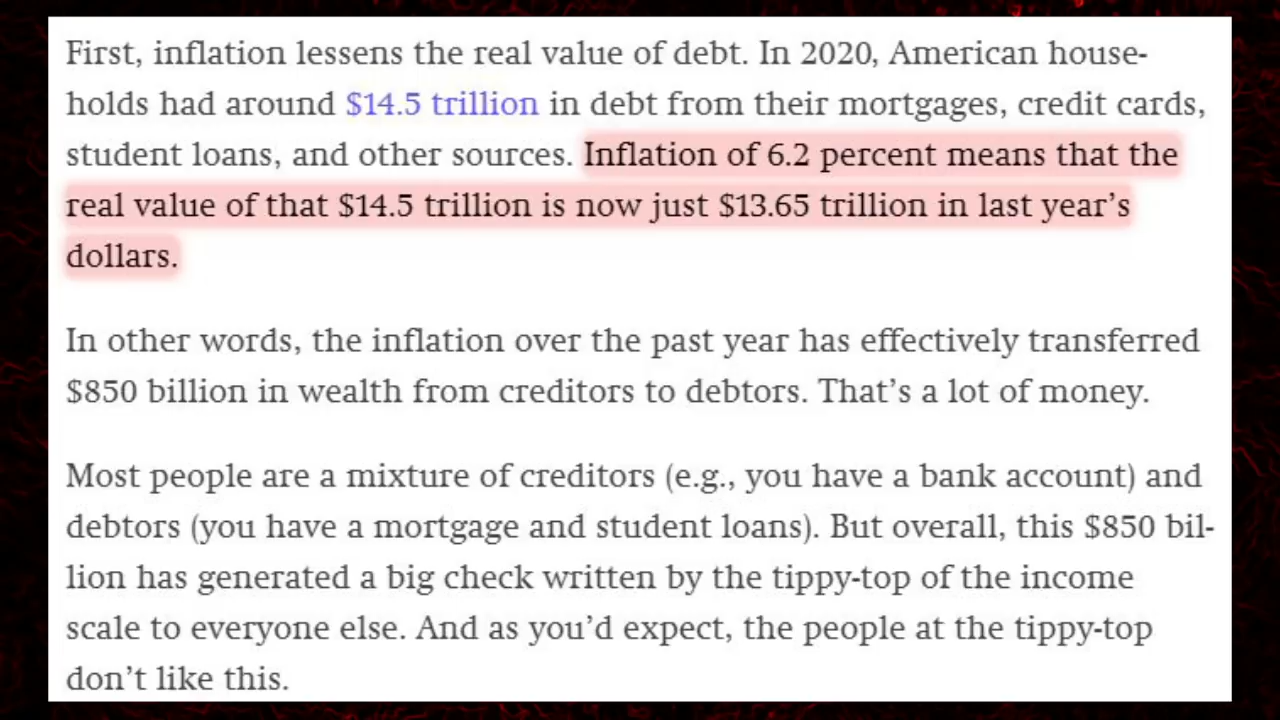 First, inflation lessens the real value of debt. In 2020, American house-
holds had around $14.5 trillion in debt from their mortgages, credit cards,
student loans, and other sources. Inflation of 6.2 percent means that the
real value of that $14.5 trillion is now just $13.65 trillion in last year’s
dollars.
In other words, the inflation over the past year has effectively transferred
$850 billion in wealth from creditors to debtors. That’s a lot of money.
Most people are a mixture of creditors (e.g., you have a bank account) and
debtors (you have a mortgage and student loans). But overall, this $850 bil-
lion has generated a big check written by the tippy-top of the income
scale to everyone else. And as you’d expect, the people at the tippy-top
don’t like this.